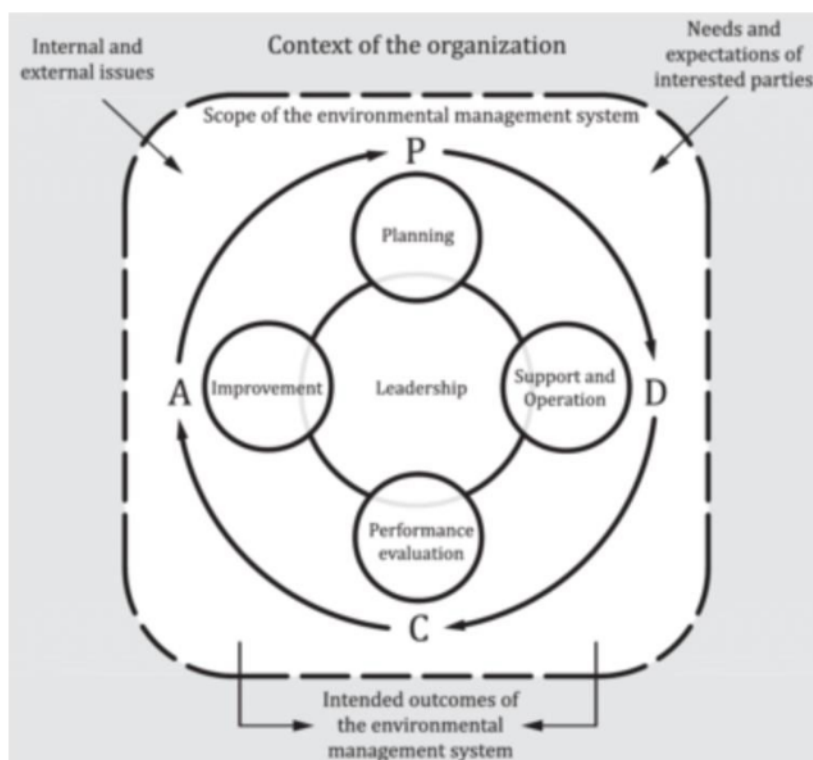 Internal and
external issues
Context of the organization
Needs and
expectations of
interested parties
Scope of the environmental management system
P
Planning
A
Improvement
Leadership
Support and
Operation
D
Performance
evaluation
C
Intended outcomes of
the environmental
management system